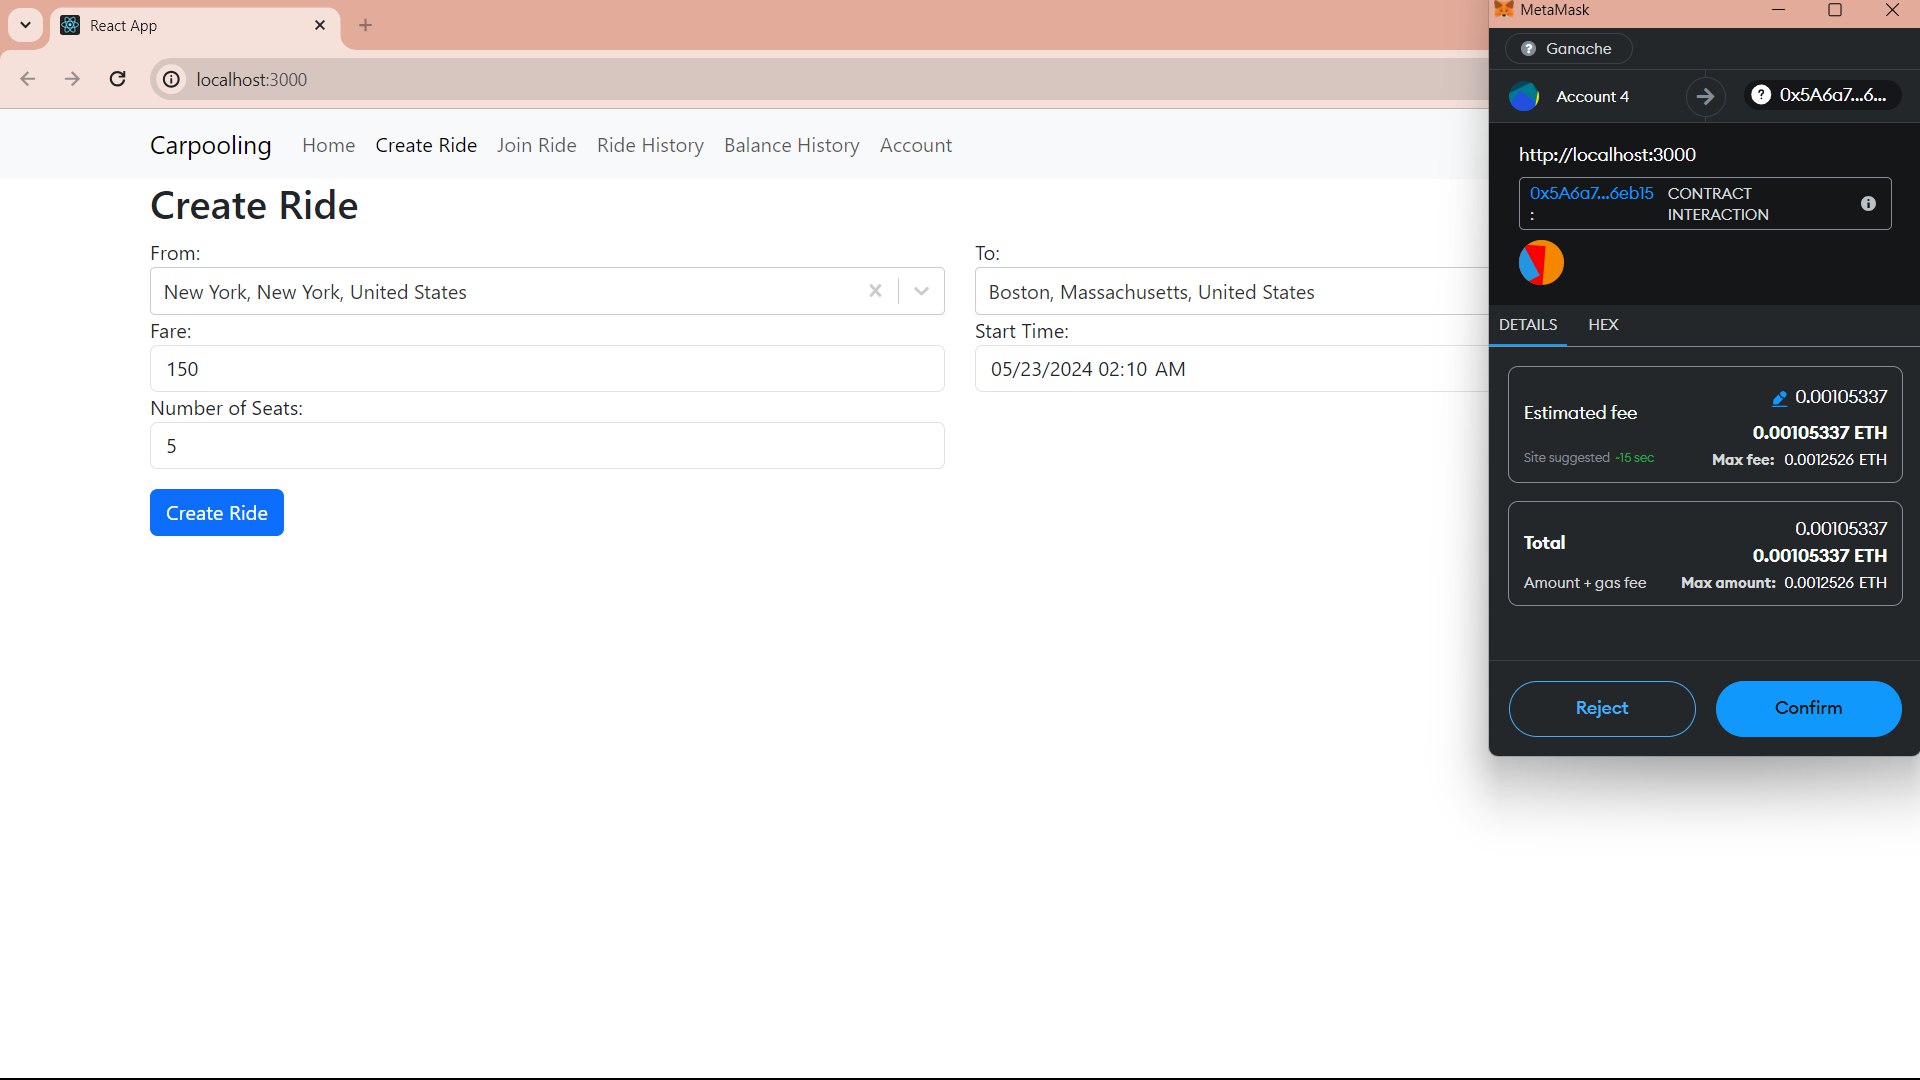 React App
localhost:3000
Carpooling Home Create Ride Join Ride Ride History Balance History Account
Create Ride
From:
New York, New York, United States
To:
Boston, Massachusetts, United States
Fare:
150
Start Time:
05/23/2024 02:10 AM
Number of Seats:
5
Create Ride
MetaMask
Ganache
Account 4
0x5A6a7...6...
http://localhost:3000
0x5A6a7...6eb15 CONTRACT
: INTERACTION
DETAILS HEX
0.00105337
Estimated fee
0.00105337 ETH
Site suggested ~15 sec Max fee: 0.0012526 ETH
0.00105337
Total
0.00105337 ETH
Amount + gas fee Max amount: 0.0012526 ETH
Reject Confirm